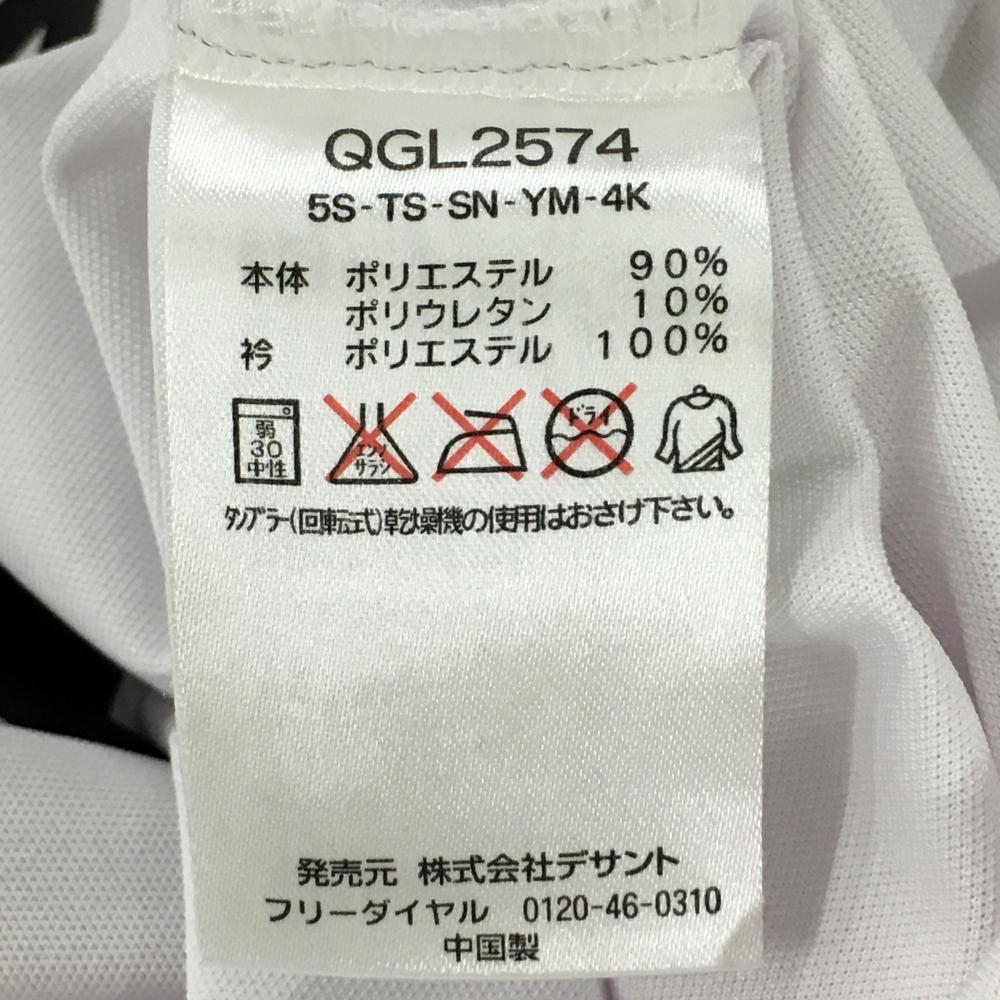 QGL2574
5S-TS-SN-YM-4K
本体 ポリエステル 90%
ポリウレタン 10%
衿 ポリエステル 100%
弱
30
中性
エンソ
サラシ
ドライ
タンブラー(回転式)乾燥機の使用はおさけ下さい。
発売元 株式会社デサント
フリーダイヤル 0120-46-0310
中国製